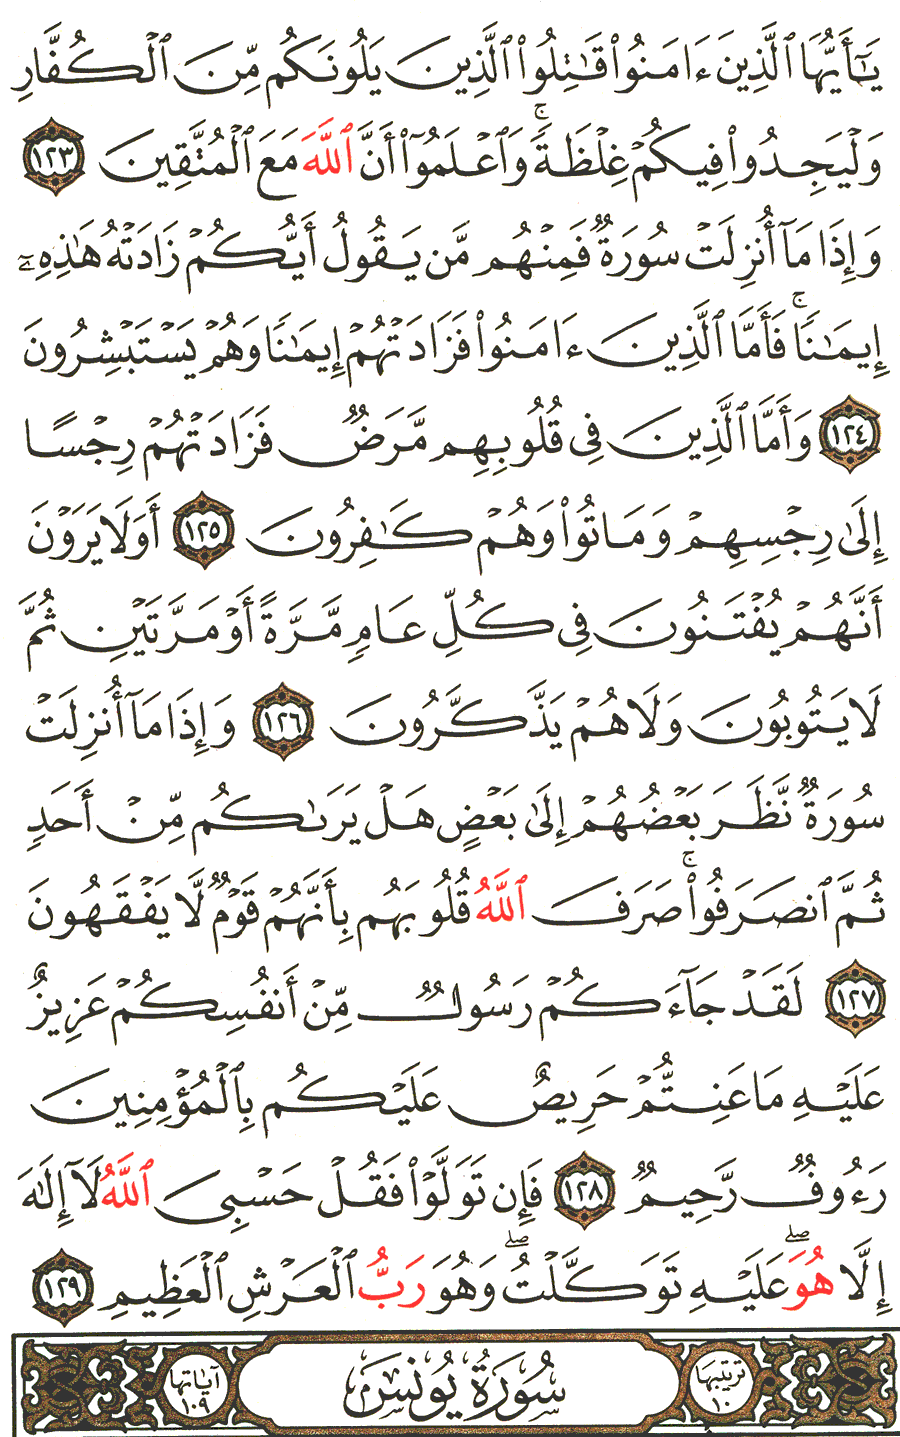 يَـٰٓأَيُّهَا ٱلَّذِينَ ءَامَنُوا۟ قَـٰتِلُوا۟ ٱلَّذِينَ يَلُونَكُم مِّنَ ٱلْكُفَّارِ
وَلْيَجِدُوا۟ فِيكُمْ غِلْظَةً ۚ وَٱعْلَمُوٓا۟ أَنَّ ٱللَّهَ مَعَ ٱلْمُتَّقِينَ ١٢٣
وَإِذَا مَآ أُنزِلَتْ سُورَةٌ فَمِنْهُم مَّن يَقُولُ أَيُّكُمْ زَادَتْهُ هَـٰذِهِۦٓ
إِيمَـٰنًا ۚ فَأَمَّا ٱلَّذِينَ ءَامَنُوا۟ فَزَادَتْهُمْ إِيمَـٰنًا وَهُمْ يَسْتَبْشِرُونَ
١٢٤ وَأَمَّا ٱلَّذِينَ فِى قُلُوبِهِم مَّرَضٌ فَزَادَتْهُمْ رِجْسًا
إِلَىٰ رِجْسِهِمْ وَمَاتُوا۟ وَهُمْ كَـٰفِرُونَ ١٢٥ أَوَلَا يَرَوْنَ
أَنَّهُمْ يُفْتَنُونَ فِى كُلِّ عَامٍ مَّرَّةً أَوْ مَرَّتَيْنِ ثُمَّ
لَا يَتُوبُونَ وَلَا هُمْ يَذَّكَّرُونَ ١٢٦ وَإِذَا مَآ أُنزِلَتْ
سُورَةٌ نَّظَرَ بَعْضُهُمْ إِلَىٰ بَعْضٍ هَلْ يَرَىٰكُم مِّنْ أَحَدٍ
ثُمَّ ٱنصَرَفُوا۟ ۚ صَرَفَ ٱللَّهُ قُلُوبَهُم بِأَنَّهُمْ قَوْمٌ لَّا يَفْقَهُونَ
١٢٧ لَقَدْ جَآءَكُمْ رَسُولٌ مِّنْ أَنفُسِكُمْ عَزِيزٌ
عَلَيْهِ مَا عَنِتُّمْ حَرِيصٌ عَلَيْكُم بِٱلْمُؤْمِنِينَ
رَءُوفٌ رَّحِيمٌ ١٢٨ فَإِن تَوَلَّوْا۟ فَقُلْ حَسْبِىَ ٱللَّهُ لَآ إِلَـٰهَ
إِلَّا هُوَ ۖ عَلَيْهِ تَوَكَّلْتُ ۖ وَهُوَ رَبُّ ٱلْعَرْشِ ٱلْعَظِيمِ ١٢٩
ترتيبها ١٠
سُورَةُ يُونُسَ
آياتها ١٠٩